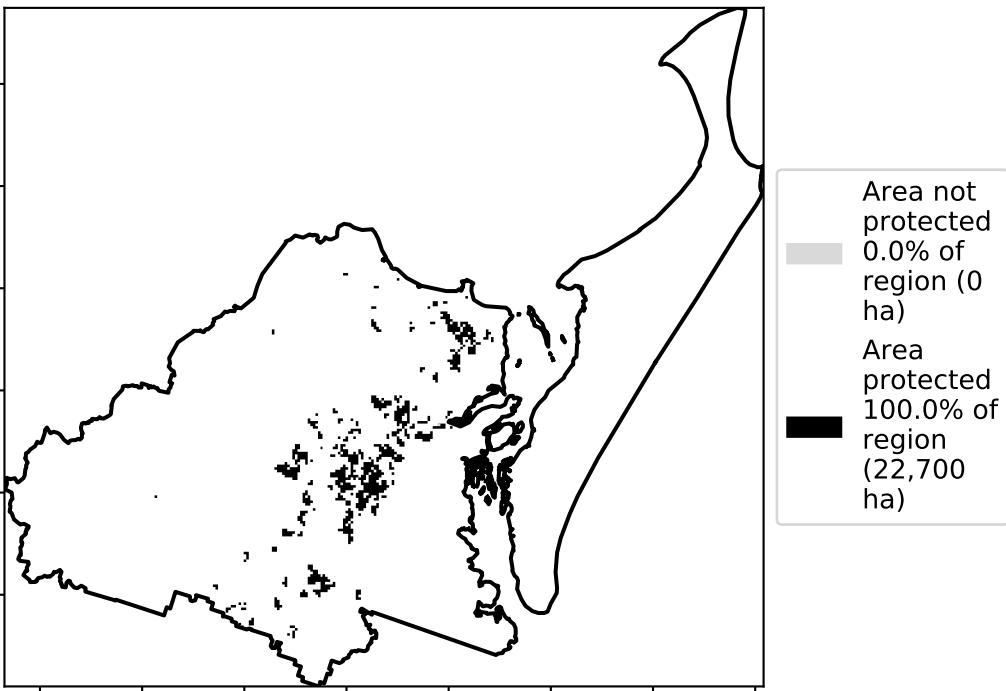 Area not
protected
0.0% of
region (0
ha)
Area
protected
100.0% of
region
(22,700
ha)